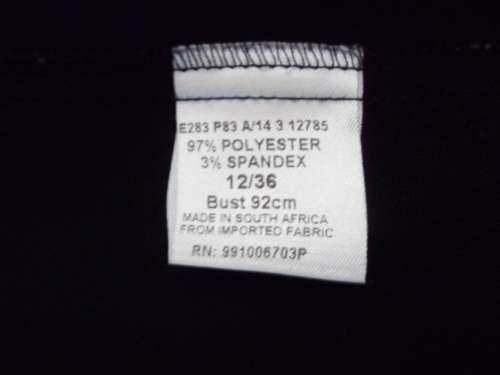 E283 P83 A/14 3 12785
97% POLYESTER
3% SPANDEX
12/36
Bust 92cm
MADE IN SOUTH AFRICA
FROM IMPORTED FABRIC
RN: 991006703P